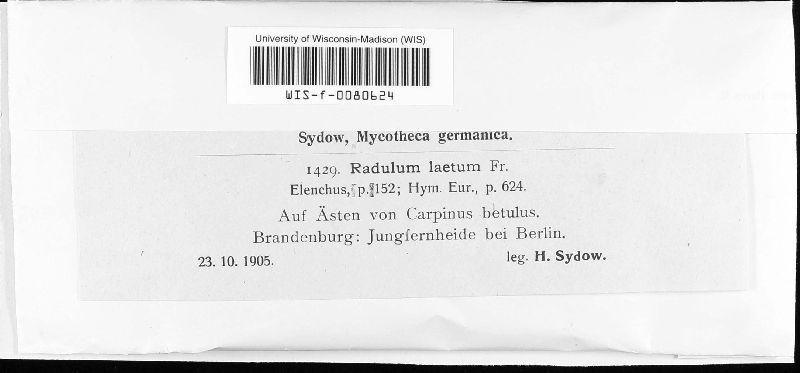 University of Wisconsin-Madison (WIS)
WIS-f-0080624
Sydow, Mycotheca germanica.
1429. Radulum laetum Fr.
Elenchus, p. 152; Hym. Eur., p. 624.
Auf Ästen von Carpinus betulus.
Brandenburg: Jungfernheide bei Berlin.
23. 10. 1905. leg. H. Sydow.